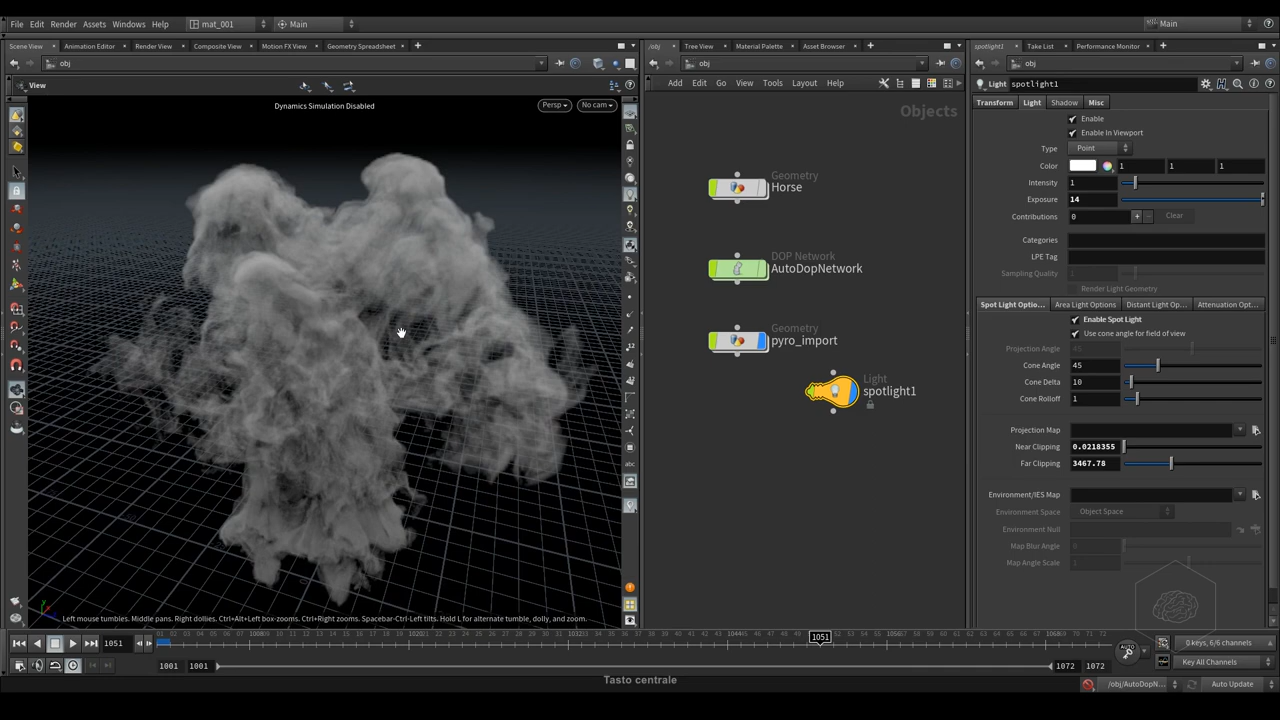 File Edit Render Assets Windows Help mat_001 Main Main
Scene View Animation Editor Render View Composite View Motion FX View Geometry Spreadsheet
/obj Tree View Material Palette Asset Browser
spotlight1 Take List Performance Monitor
obj
obj
obj
View
Add Edit Go View Tools Layout Help
Light spotlight1
Dynamics Simulation Disabled
Persp No cam
Objects
Transform Light Shadow Misc
Enable
Enable In Viewport
Type Point
Color 1 1 1
Intensity 1
Exposure 14
Contributions 0 Clear
Categories
LPE Tag
Sampling Quality 1
Render Light Geometry
Geometry
Horse
DOP Network
AutoDopNetwork
Geometry
pyro_import
Light
spotlight1
Spot Light Optio... Area Light Options Distant Light Op... Attenuation Opt...
Enable Spot Light
Use cone angle for field of view
Projection Angle 45
Cone Angle 45
Cone Delta 10
Cone Rolloff 1
Projection Map
Near Clipping 0.0218355
Far Clipping 3467.78
Environment/IES Map
Environment Space Object Space
Environment Null
Map Blur Angle 0
Map Angle Scale 1
abc
Left mouse tumbles. Middle pans. Right dollies. Ctrl+Alt+Left box-zooms. Ctrl+Right zooms. Spacebar-Ctrl-Left tilts. Hold L for alternate tumble, dolly, and zoom.
1051
1051
AUTO
0 keys, 6/6 channels
1001 1001 1072 1072
Key All Channels
Tasto centrale
/obj/AutoDopN... Auto Update